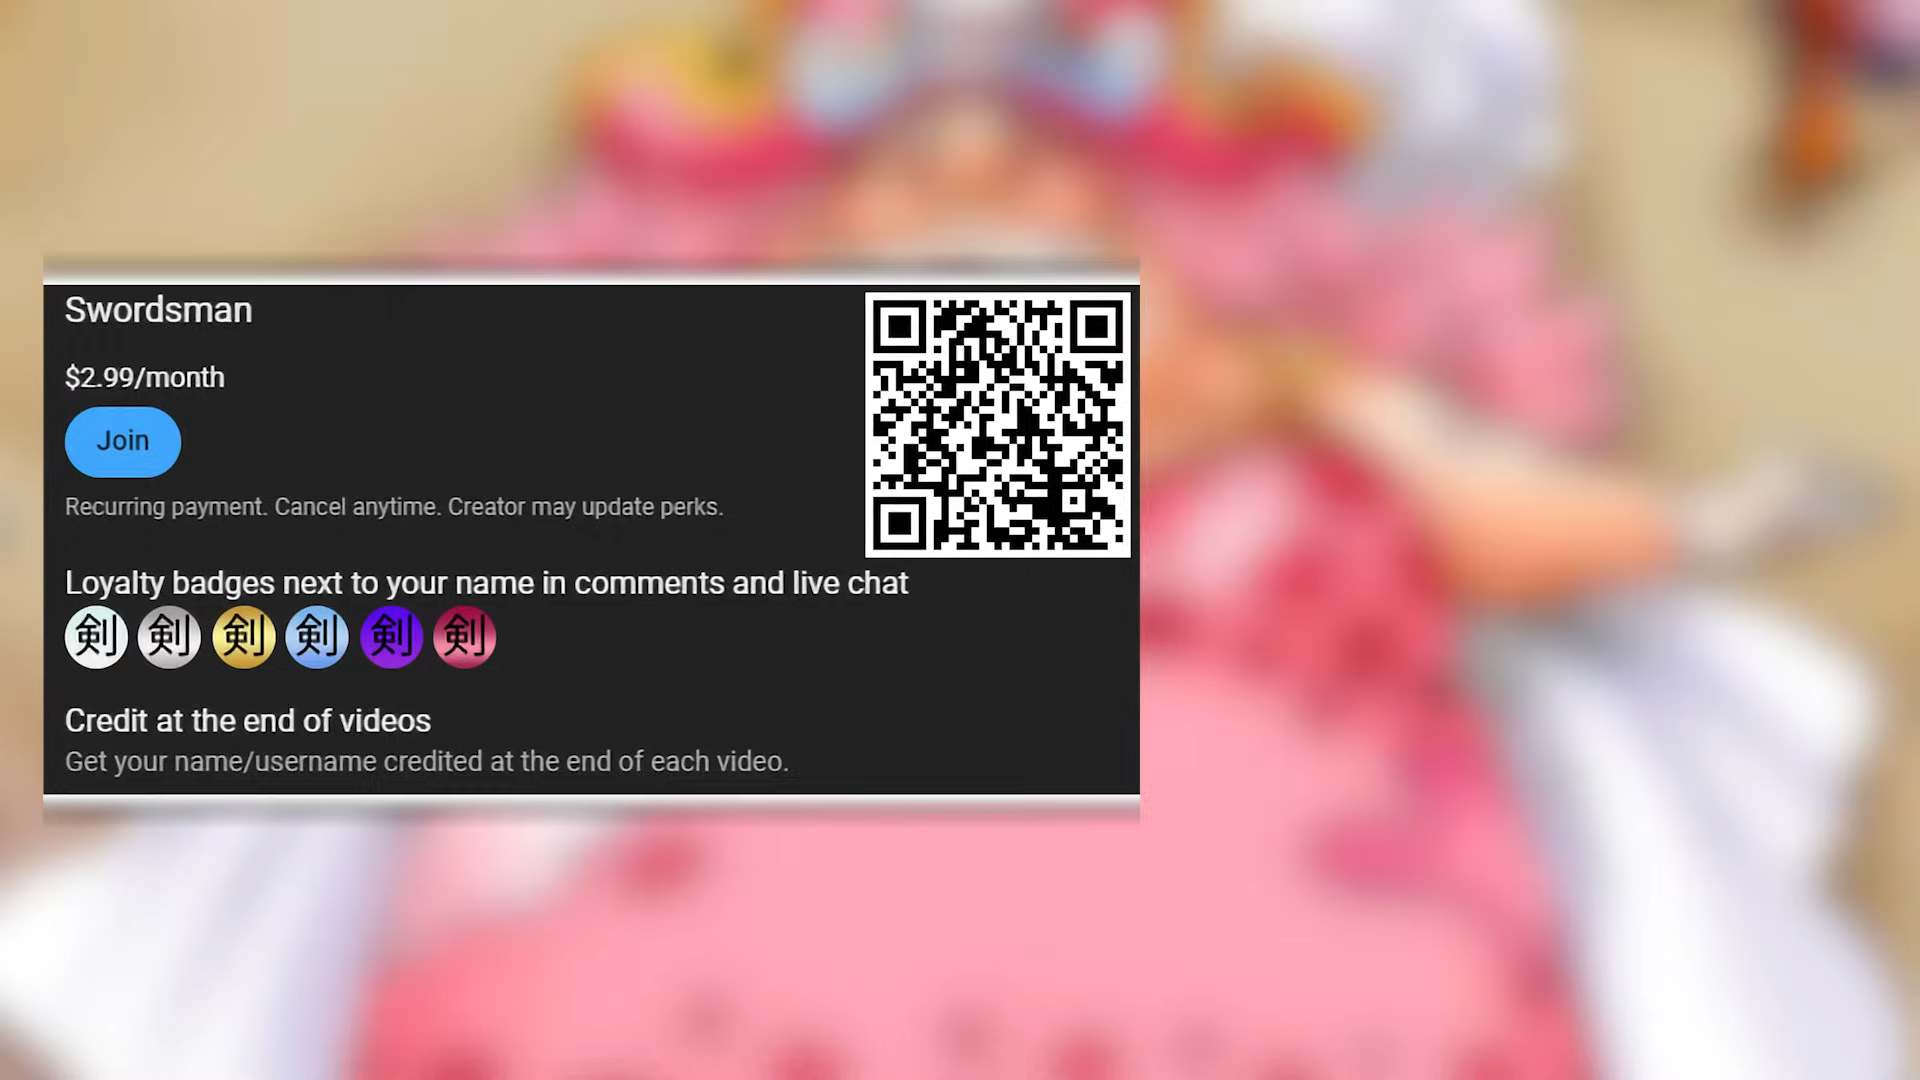 Swordsman
$2.99/month
Join
Recurring payment. Cancel anytime. Creator may update perks.
Loyalty badges next to your name in comments and live chat
剣 剣 剣 剣 剣 剣
Credit at the end of videos
Get your name/username credited at the end of each video.